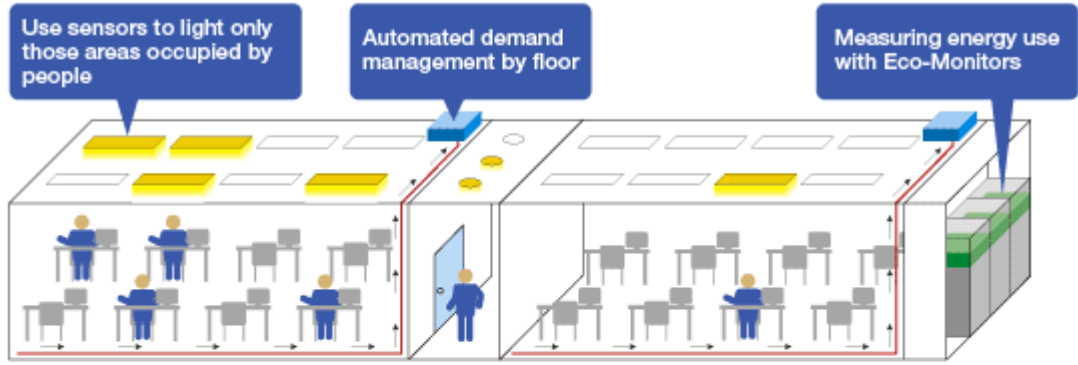 Use sensors to light only
those areas occupied by
people
Automated demand
management by floor
Measuring energy use
with Eco-Monitors